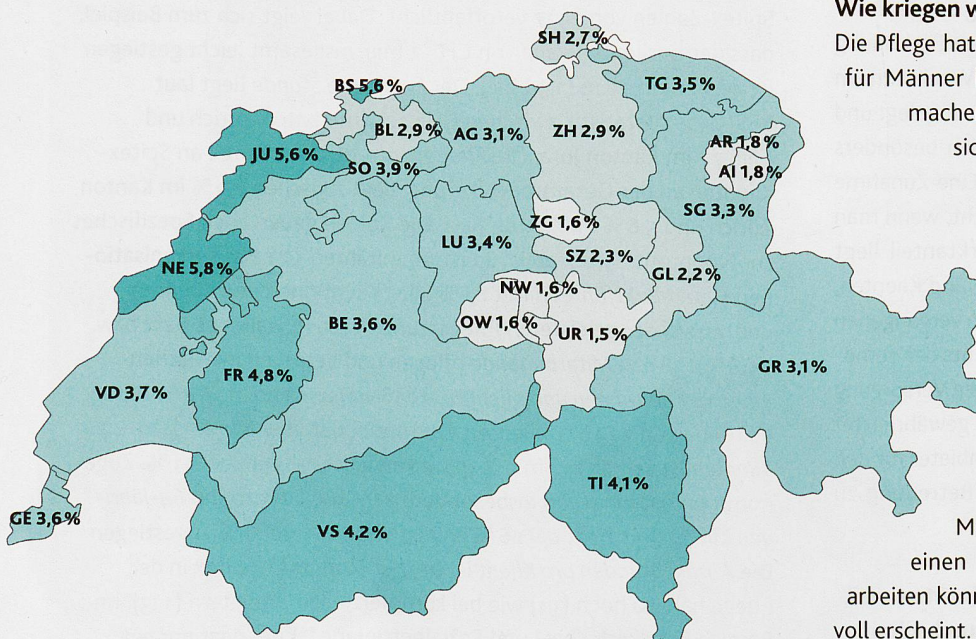 SH 2,7%
BS 5,6%
TG 3,5%
BL 2,9%
AG 3,1%
ZH 2,9%
AR 1,8%
JU 5,6%
SO 3,9%
AI 1,8%
ZG 1,6%
SG 3,3%
LU 3,4%
SZ 2,3%
GL 2,2%
NE 5,8%
NW 1,6%
BE 3,6%
OW 1,6%
UR 1,5%
FR 4,8%
GR 3,1%
VD 3,7%
TI 4,1%
GE 3,6%
VS 4,2%
Wie kriegen
Die Pflege hat
für Männer
mache
sic
einen
arbeiten könn
voll erscheint.